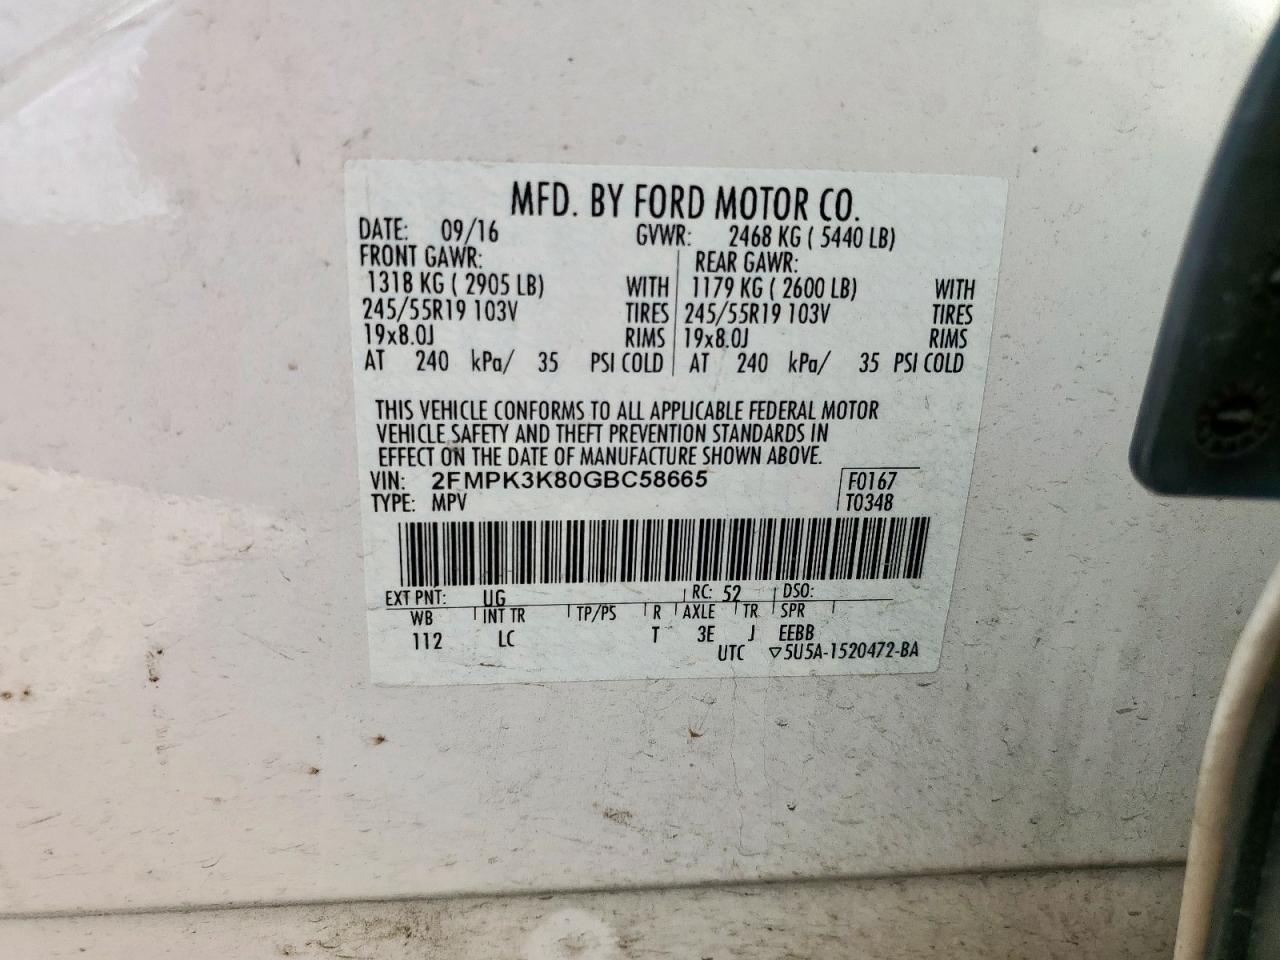 MFD. BY FORD MOTOR CO.
DATE: 09/16 GVWR: 2468 KG ( 5440 LB)
FRONT GAWR: REAR GAWR:
1318 KG ( 2905 LB) WITH 1179 KG ( 2600 LB) WITH
245/55R19 103V TIRES 245/55R19 103V TIRES
19x8.0J RIMS 19x8.0J RIMS
AT 240 kPa/ 35 PSI COLD AT 240 kPa/ 35 PSI COLD
THIS VEHICLE CONFORMS TO ALL APPLICABLE FEDERAL MOTOR
VEHICLE SAFETY AND THEFT PREVENTION STANDARDS IN
EFFECT ON THE DATE OF MANUFACTURE SHOWN ABOVE.
VIN: 2FMPK3K80GBC58665 F0167
TYPE: MPV T0348
EXT PNT: UG RC: 52 DSO:
WB INT TR TP/PS R AXLE TR SPR
112 LC T 3E J EEBB
UTC ▽5U5A-1520472-BA